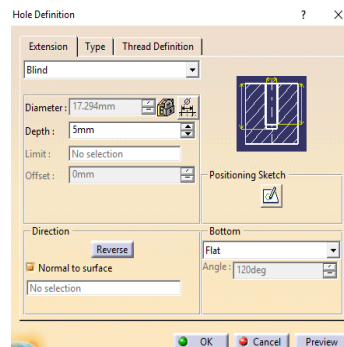 Hole Definition ? X
Extension Type Thread Definition
Blind
Diameter: 17.294mm
Depth: 5mm
Limit: No selection
Offset: 0mm
Positioning Sketch
Direction
Reverse
Normal to surface
No selection
Bottom
Flat
Angle: 120deg
OK Cancel Preview